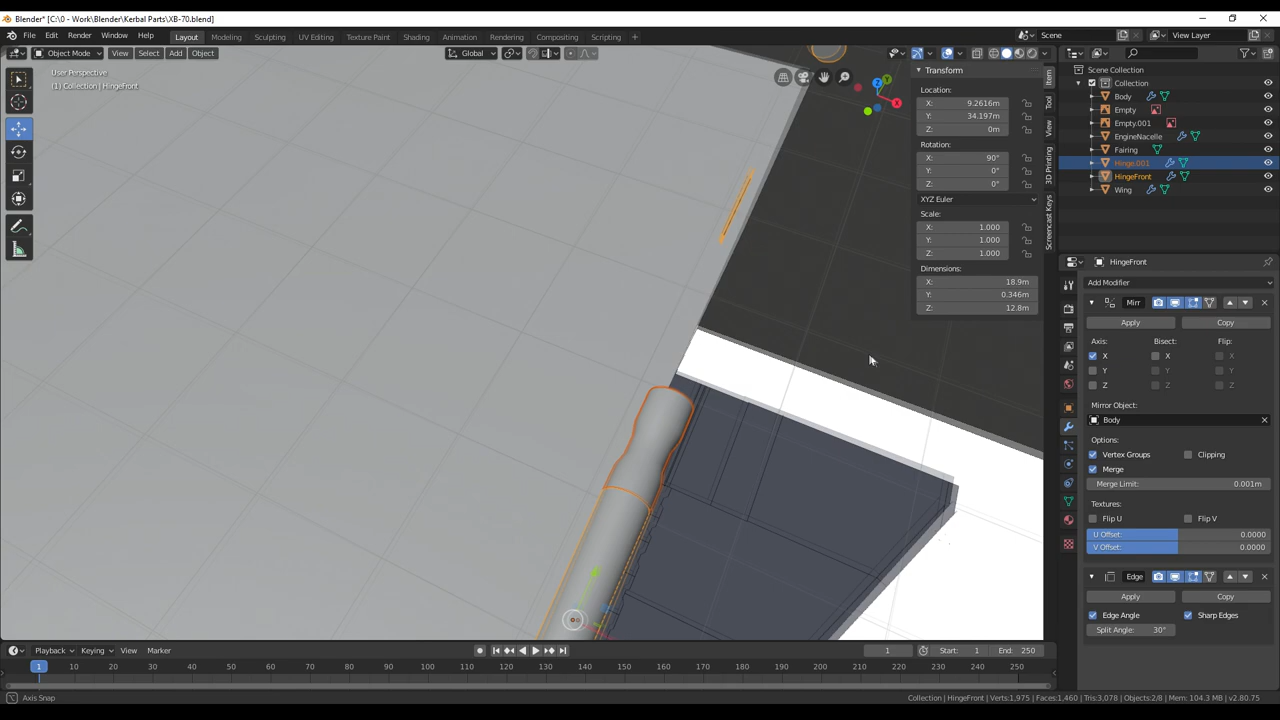 Blender* [C:\0 - Work\Blender\Kerbal Parts\XB-70.blend]
File Edit Render Window Help Layout Modeling Sculpting UV Editing Texture Paint Shading Animation Rendering Compositing Scripting + Scene View Layer
Object Mode View Select Add Object Global
User Perspective
(1) Collection | HingeFront
Transform
Location:
X: 9.2616m
Y: 34.197m
Z: 0m
Rotation:
X: 90°
Y: 0°
Z: 0°
XYZ Euler
Scale:
X: 1.000
Y: 1.000
Z: 1.000
Dimensions:
X: 18.9m
Y: 0.346m
Z: 12.8m
Item
Tool
View
3D Printing
Screencast Keys
X
Y
Z
Scene Collection
Collection
Body
Empty
Empty.001
EngineNacelle
Fairing
Hinge.001
HingeFront
Wing
HingeFront
Add Modifier
Mirr
Apply Copy
Axis: Bisect: Flip:
X X X
Y Y Y
Z Z Z
Mirror Object:
Body
Options:
Vertex Groups Clipping
Merge
Merge Limit: 0.001m
Textures:
Flip U Flip V
U Offset: 0.0000
V Offset: 0.0000
Edge
Apply Copy
Edge Angle Sharp Edges
Split Angle: 30°
Playback Keying View Marker 1 Start: 1 End: 250
1 10 20 30 40 50 60 70 80 90 100 110 120 130 140 150 160 170 180 190 200 210 220 230 240 250
Axis Snap Collection | HingeFront | Verts:1,975 | Faces:1,460 | Tris:3,078 | Objects:2/8 | Mem: 104.3 MB | v2.80.75